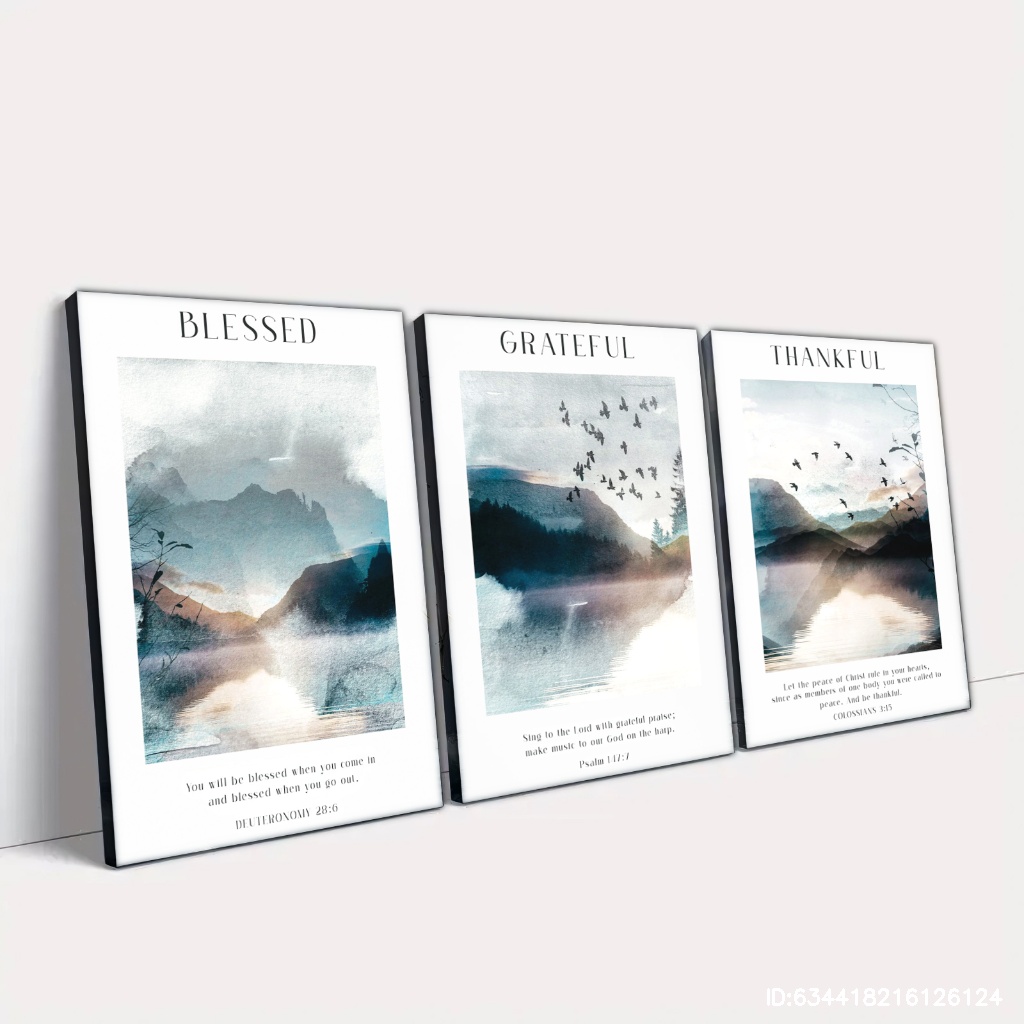 BLESSED
You will be blessed when you come in
and blessed when you go out.
DEUTERONOMY 28:6
GRATEFUL
Sing to the Lord with grateful praise;
make music to our God on the harp.
Psalm 147:7
THANKFUL
Let the peace of Christ rule in your hearts,
since as members of one body you were called to
peace. And be thankful.
COLOSSIANS 3:15
ID:634418216126124